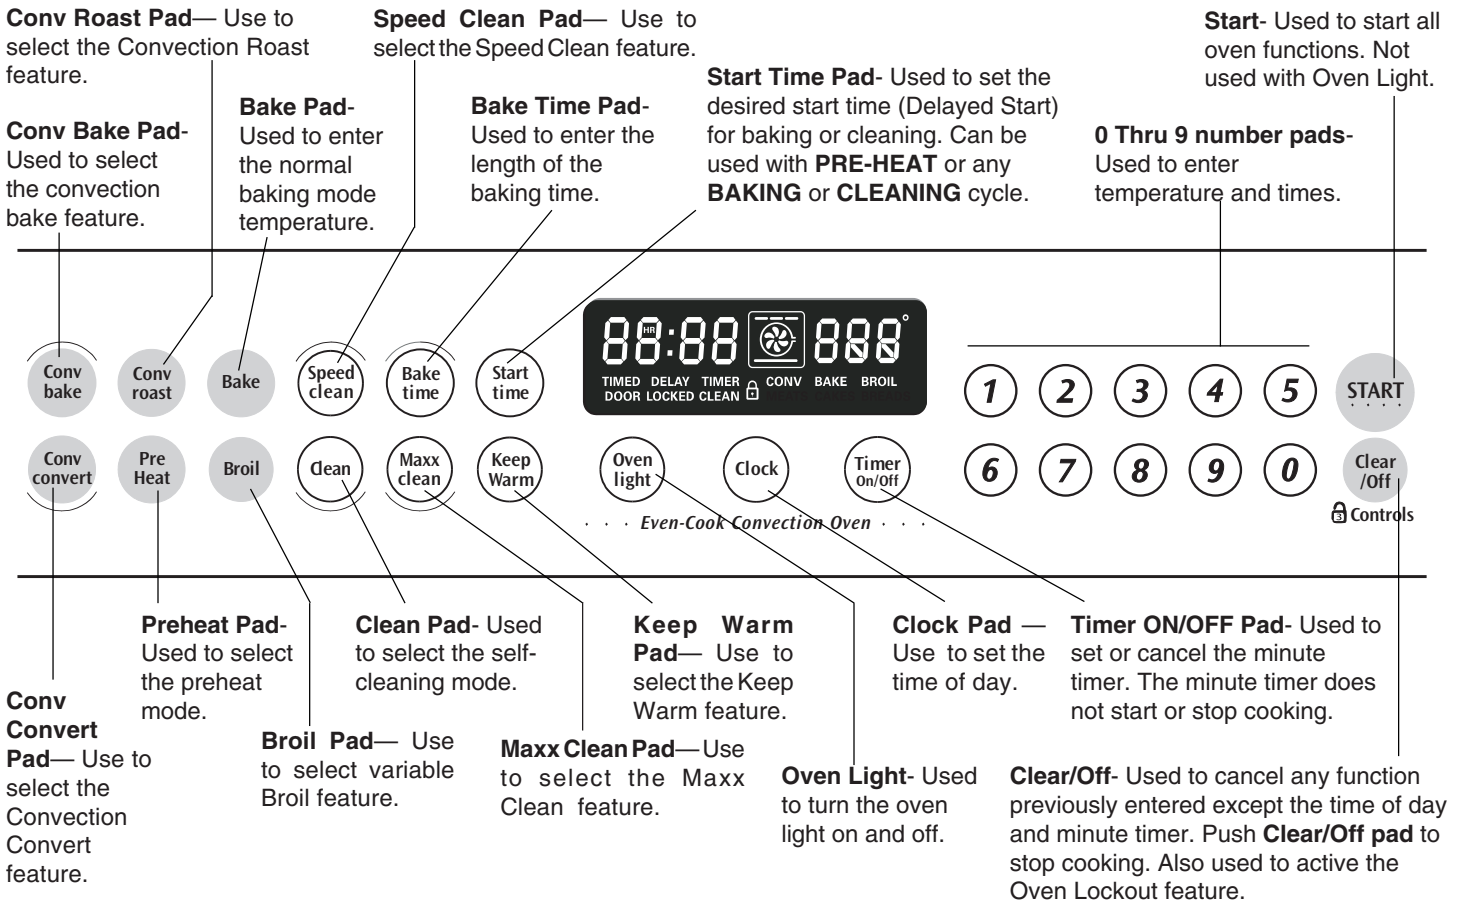 Conv Roast Pad— Use to
select the Convection Roast
feature.
Speed Clean Pad— Use to
select the Speed Clean feature.
Start- Used to start all
oven functions. Not
used with Oven Light.
Conv Bake Pad-
Used to select
the convection
bake feature.
Bake Pad-
Used to enter
the normal
baking mode
temperature.
Bake Time Pad-
Used to enter the
length of the
baking time.
Start Time Pad- Used to set the
desired start time (Delayed Start)
for baking or cleaning. Can be
used with PRE-HEAT or any
BAKING or CLEANING cycle.
0 Thru 9 number pads-
Used to enter
temperature and times.
Conv
bake
Conv
roast
Bake
Speed
clean
Bake
time
Start
time
88:88
HR
888°
TIMED DELAY TIMER CONV BAKE BROIL
DOOR LOCKED CLEAN
1 2 3 4 5
START
Conv
convert
Pre
Heat
Broil
Clean
Maxx
clean
Keep
Warm
Oven
light
Clock
Timer
On/Off
6 7 8 9 0
Clear
/Off
3 Controls
· · · Even-Cook Convection Oven · · ·
Conv
Convert
Pad— Use to
select the
Convection
Convert
feature.
Preheat Pad-
Used to select
the preheat
mode.
Broil Pad— Use
to select variable
Broil feature.
Clean Pad- Used
to select the self-
cleaning mode.
Maxx Clean Pad— Use
to select the Maxx
Clean feature.
Keep Warm
Pad— Use to
select the Keep
Warm feature.
Oven Light- Used
to turn the oven
light on and off.
Clock Pad —
Use to set the
time of day.
Timer ON/OFF Pad- Used to
set or cancel the minute
timer. The minute timer does
not start or stop cooking.
Clear/Off- Used to cancel any function
previously entered except the time of day
and minute timer. Push Clear/Off pad to
stop cooking. Also used to active the
Oven Lockout feature.